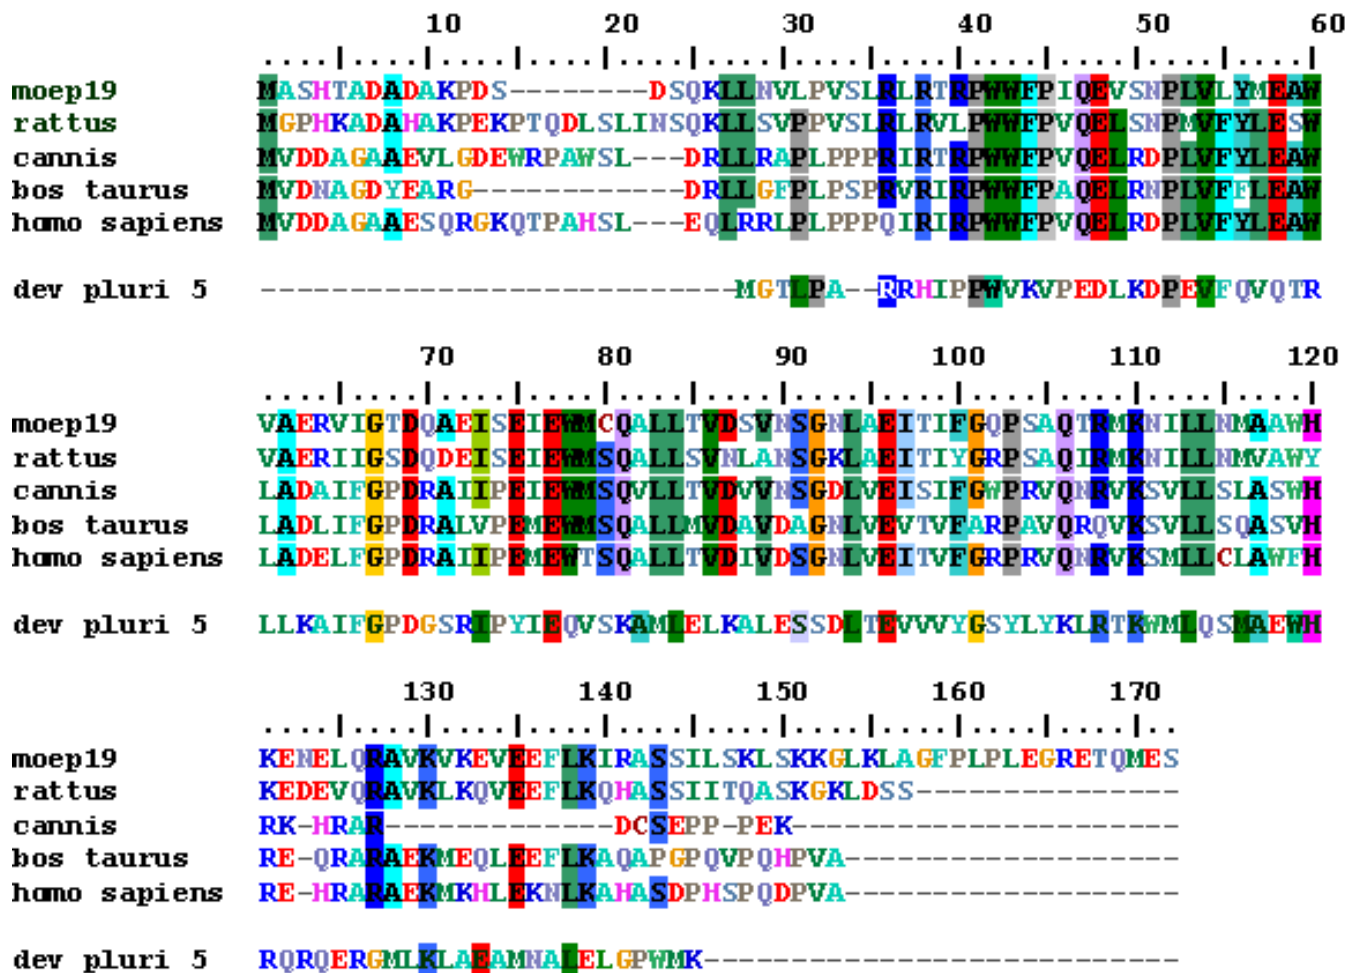 10 20 30 40 50 60
moep19 MASHTADADAKPDS--------DSQKLLNVLPVSLRLRTRPWWFPIQEVSNPLVLYMEAW
rattus MGPHKADAHAKPEKPTQDLSLINSQKLLSVPPVSLRLRVLPWWFPVQELSNPMVFYLESW
cannis MVDDAGAAEVLGDEWRPAWSL---DRLLRAPLPPPRIRTRPWWFPVQELRDPLVFYLEAW
bos taurus MVDNAGDYEARG------------DRLLGFPLPSPRVRIRPWWFPAQELRNPLVFFLEAW
homo sapiens MVDDAGAAESQRGKQTPAHSL---EQLRRLPLPPPQIRIRPWWFPVQELRDPLVFYLEAW
dev pluri 5 ---------------------------MGTLPA--RRHIPPWVKVPEDLKDPEVFQVQTR
70 80 90 100 110 120
moep19 VAERVIGTDQAEISEIEWMCQALLTVDSVNSGNLAEITIFGQPSAQTRMKNILLNMAAWH
rattus VAERIIGSDQDEISEIEWMSQALLSVNLANSGKLAEITIYGRPSAQIRMKNILLNMVAWY
cannis LADAIFGPDRAIIPEIEWMSQVLLTVDVVNSGDLVEISIFGWPRVQNRVKSVLLSLASWH
bos taurus LADLIFGPDRALVPEMEWMSQALLMVDAVDAGNLVEVTVFARPAVQRQVKSVLLSQASVH
homo sapiens LADELFGPDRAIIPEMEWTSQALLTVDIVDSGNLVEITVFGRPRVQNRVKSMLLCLAWFH
dev pluri 5 LLKAIFGPDGSRIPYIEQVSKAMLELKALESSDLTEVVVYGSYLYKLRTKWMLQSMAEWH
130 140 150 160 170
moep19 KENELQRAVKVKEVEEFLKIRASSILSKLSKKGLKLAGFPLPLEGRETQMES
rattus KEDEVQRAVKLKQVEEFLKQHASSIITQASKGKLDSS---------------
cannis RK-HRAR-------------DCSEPP-PEK----------------------
bos taurus RE-QRARAEKMEQLEEFLKAQAPGPQVPQHPVA-------------------
homo sapiens RE-HRARAEKMKHLEKNLKAHASDPHSPQDPVA-------------------
dev pluri 5 RQRQERGMLKLAEAMNALELGPWMK---------------------------